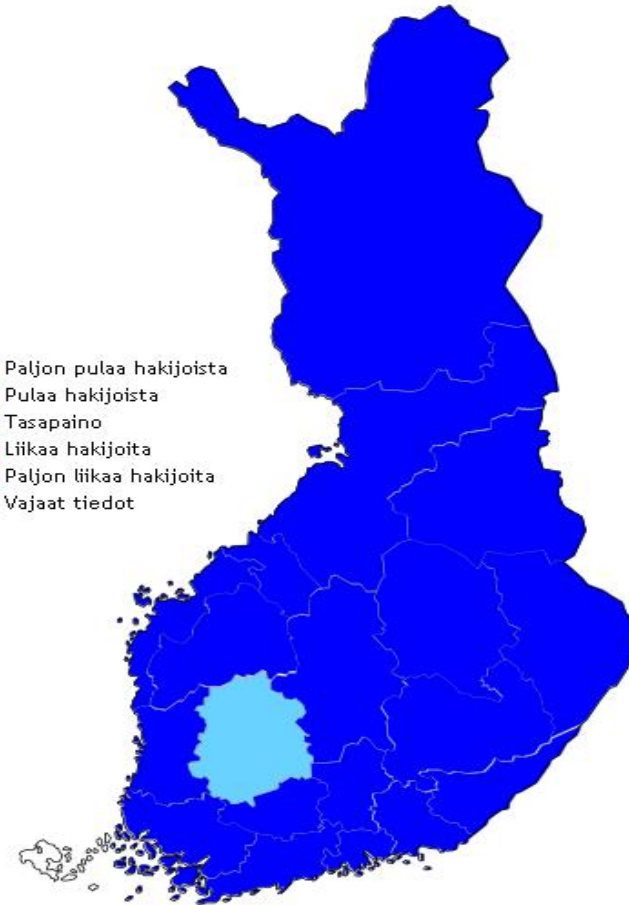 Paljon pulaa hakijoista
Pulaa hakijoista
Tasapaino
Liikaa hakijoita
Paljon liikaa hakijoita
Vajaat tiedot